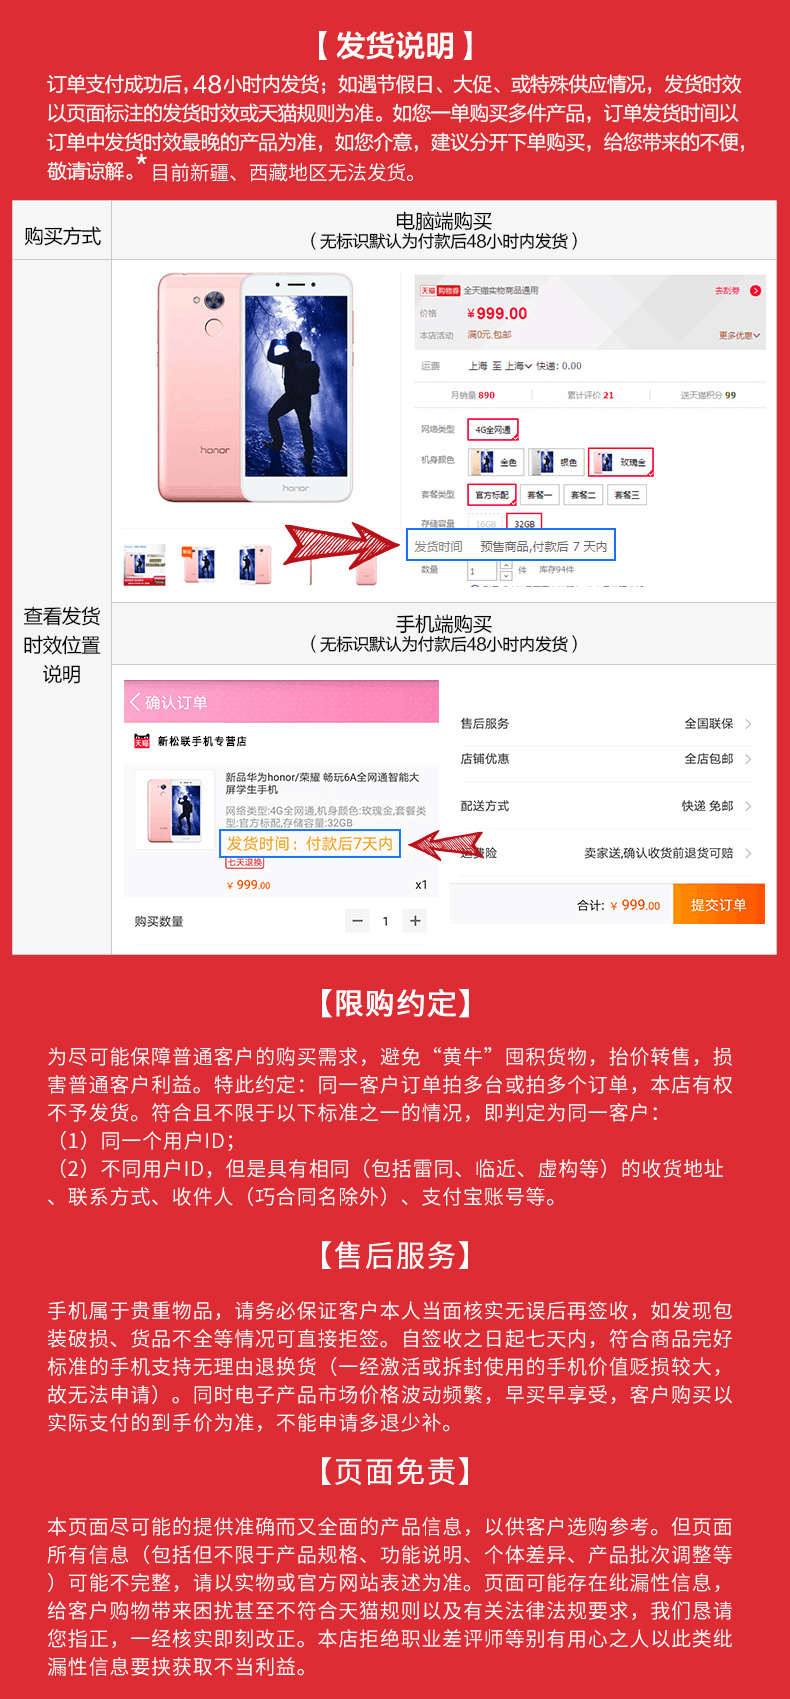 【 发货说明 】
订单支付成功后，48小时内发货；如遇节假日、大促、或特殊供应情况，发货时效
以页面标注的发货时效或天猫规则为准。如您一单购买多件产品，订单发货时间以
订单中发货时效最晚的产品为准，如您介意，建议分开下单购买，给您带来的不便，
敬请谅解。*目前新疆、西藏地区无法发货。
购买方式
电脑端购买
（无标识默认为付款后48小时内发货）
查看发货
时效位置
说明
honor
honor
天猫 购物券 全天猫实物商品通用 去刮券
价格 ¥999.00
本店活动 满0元,包邮 更多优惠
运费 上海 至 上海 快递: 0.00
月销量 890 累计评价 21 送天猫积分 99
网络类型 4G全网通
机身颜色 金色 银色 玫瑰金
套餐类型 官方标配 套餐一 套餐二 套餐三
存储容量 16GB 32GB
发货时间 预售商品,付款后 7 天内
数量 1 件 库存94件
手机端购买
（无标识默认为付款后48小时内发货）
确认订单
天猫 新松联手机专营店
新品华为honor/荣耀 畅玩6A全网通智能大
屏学生手机
网络类型:4G全网通,机身颜色:玫瑰金,套餐类
型:官方标配,存储容量:32GB
发货时间： 付款后7天内
七天退换
¥ 999.00 x1
购买数量 − 1 +
售后服务 全国联保
店铺优惠 全店包邮
配送方式 快递 免邮
运费险 卖家送,确认收货前退货可赔
合计: ¥ 999.00 提交订单
【限购约定】
为尽可能保障普通客户的购买需求，避免“黄牛”囤积货物，抬价转售，损
害普通客户利益。特此约定：同一客户订单拍多台或拍多个订单，本店有权
不予发货。符合且不限于以下标准之一的情况，即判定为同一客户：
（1）同一个用户ID；
（2）不同用户ID，但是具有相同（包括雷同、临近、虚构等）的收货地址
、联系方式、收件人（巧合同名除外）、支付宝账号等。
【售后服务】
手机属于贵重物品，请务必保证客户本人当面核实无误后再签收，如发现包
装破损、货品不全等情况可直接拒签。自签收之日起七天内，符合商品完好
标准的手机支持无理由退换货（一经激活或拆封使用的手机价值贬损较大，
故无法申请）。同时电子产品市场价格波动频繁，早买早享受，客户购买以
实际支付的到手价为准，不能申请多退少补。
【页面免责】
本页面尽可能的提供准确而又全面的产品信息，以供客户选购参考。但页面
所有信息（包括但不限于产品规格、功能说明、个体差异、产品批次调整等
）可能不完整，请以实物或官方网站表述为准。页面可能存在纰漏性信息，
给客户购物带来困扰甚至不符合天猫规则以及有关法律法规要求，我们恳请
您指正，一经核实即刻改正。本店拒绝职业差评师等别有用心之人以此类纰
漏性信息要挟获取不当利益。